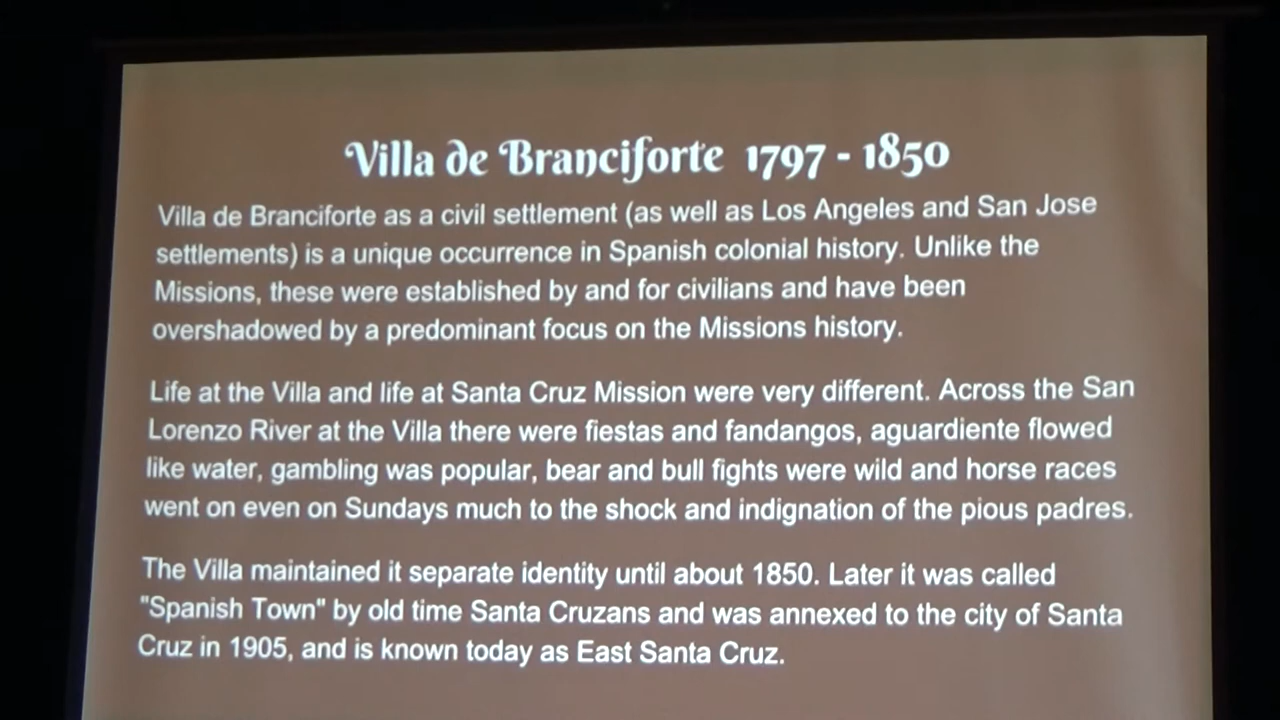 Villa de Branciforte 1797 - 1850
Villa de Branciforte as a civil settlement (as well as Los Angeles and San Jose
settlements) is a unique occurrence in Spanish colonial history. Unlike the
Missions, these were established by and for civilians and have been
overshadowed by a predominant focus on the Missions history.
Life at the Villa and life at Santa Cruz Mission were very different. Across the San
Lorenzo River at the Villa there were fiestas and fandangos, aguardiente flowed
like water, gambling was popular, bear and bull fights were wild and horse races
went on even on Sundays much to the shock and indignation of the pious padres.
The Villa maintained it separate identity until about 1850. Later it was called
"Spanish Town" by old time Santa Cruzans and was annexed to the city of Santa
Cruz in 1905, and is known today as East Santa Cruz.